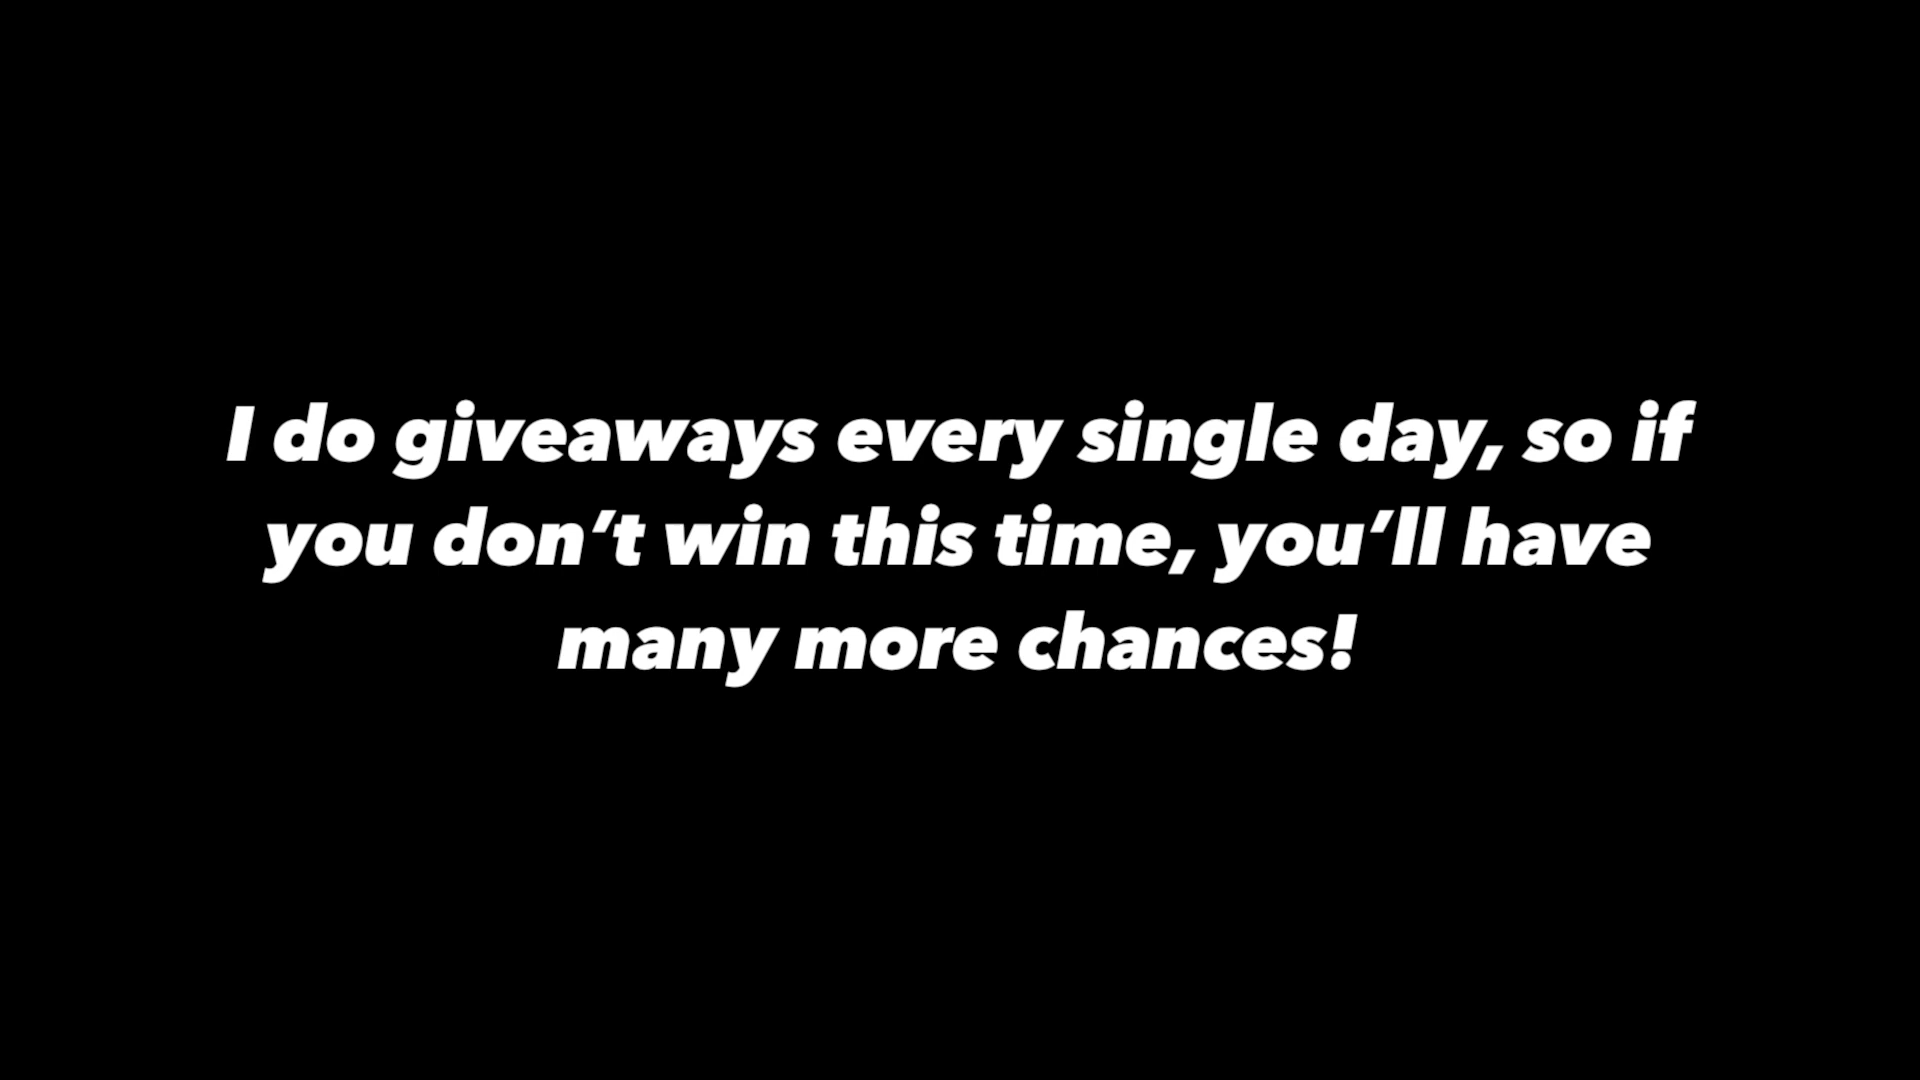 I do giveaways every single day, so if
you don’t win this time, you’ll have
many more chances!